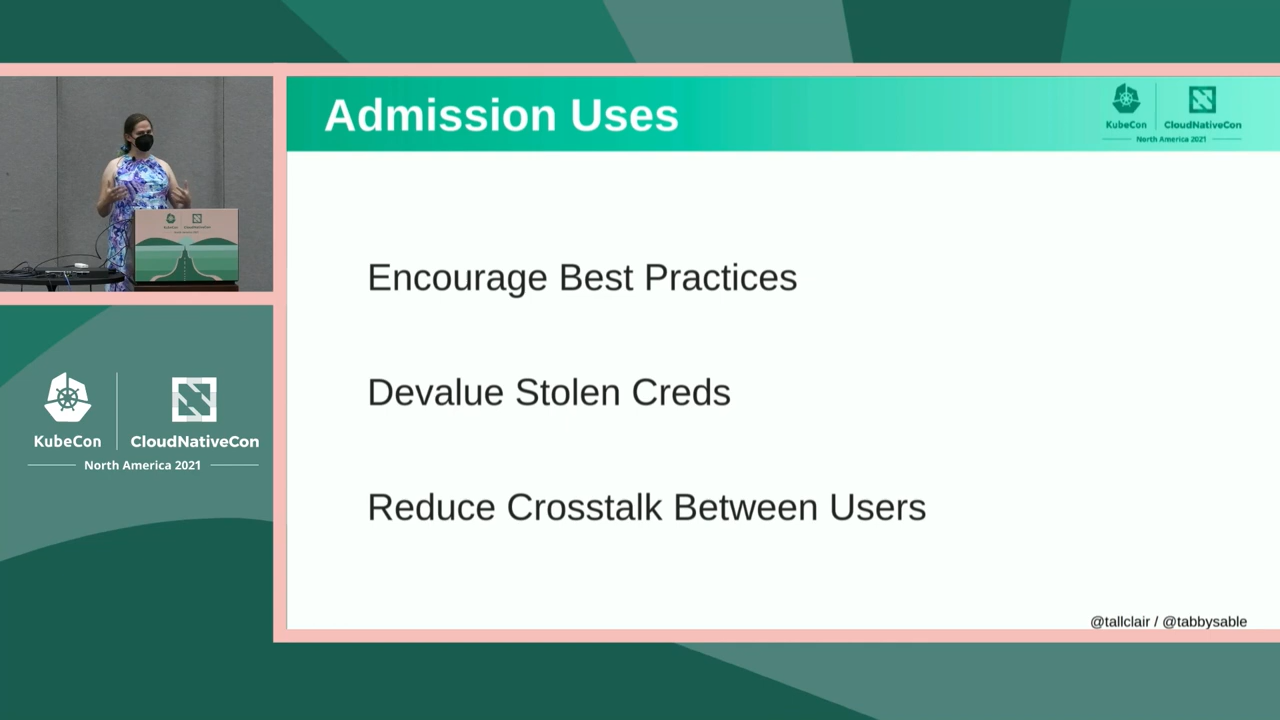 Admission Uses
KubeCon
CloudNativeCon
North America 2021
Encourage Best Practices
Devalue Stolen Creds
Reduce Crosstalk Between Users
@tallclair / @tabbysable
KubeCon
CloudNativeCon
North America 2021